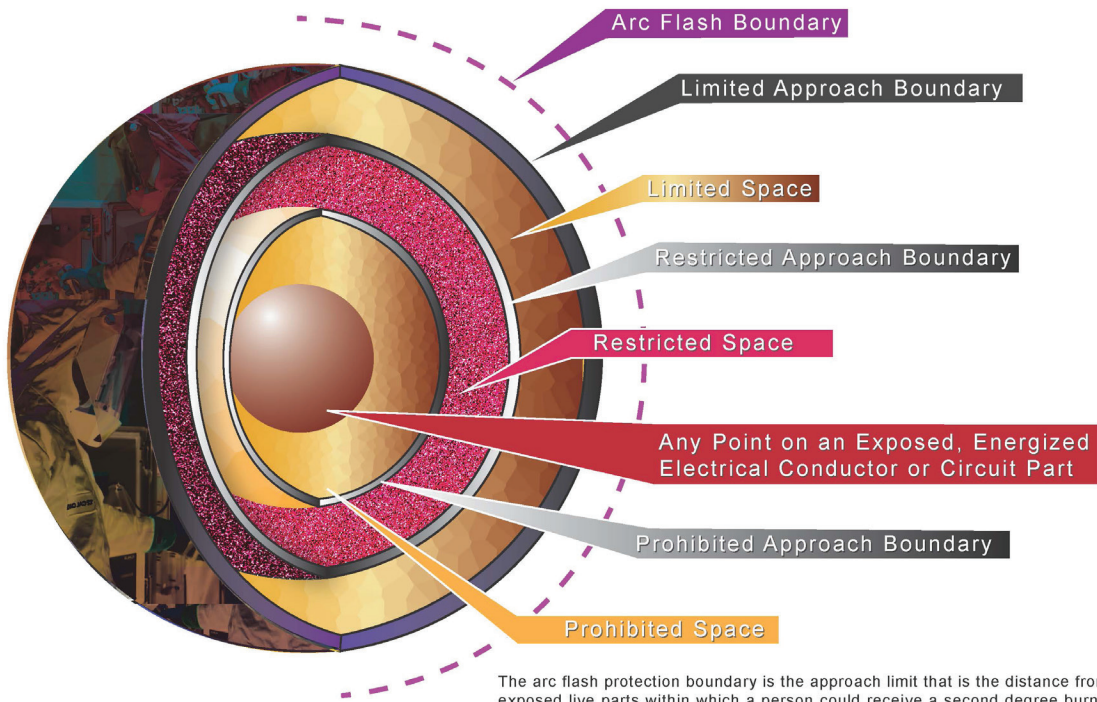 Arc Flash Boundary
Limited Approach Boundary
Limited Space
Restricted Approach Boundary
Restricted Space
Any Point on an Exposed, Energized
Electrical Conductor or Circuit Part
Prohibited Approach Boundary
Prohibited Space
The arc flash protection boundary is the approach limit that is the distance from
exposed live parts within which a person could receive a second degree burn